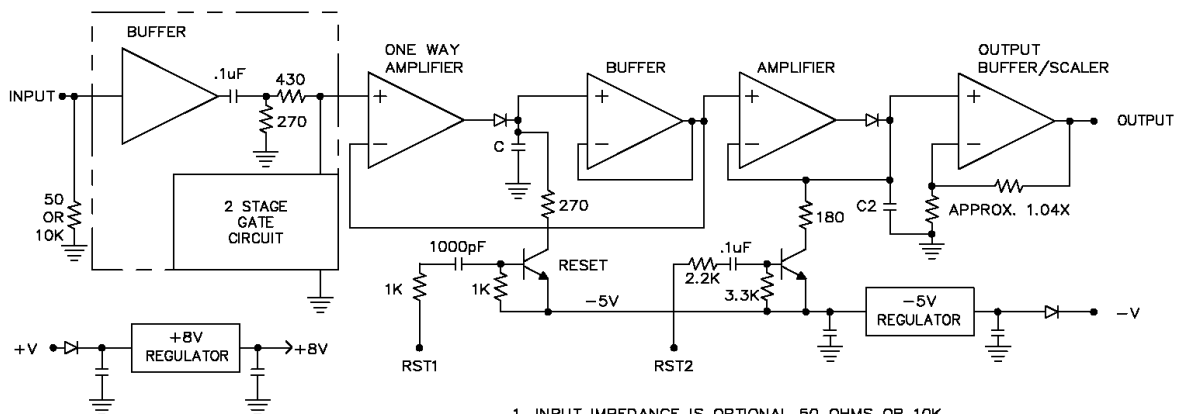 BUFFER
ONE WAY
AMPLIFIER
BUFFER
AMPLIFIER
OUTPUT
BUFFER/SCALER
INPUT
.1uF
430
270
+
-
+
-
+
-
+
-
OUTPUT
50
OR
10K
2 STAGE
GATE
CIRCUIT
C
270
180
C2
APPROX. 1.04X
1000pF
RESET
.1uF
1K
1K
2.2K
3.3K
-5V
-5V
REGULATOR
-V
+V
+8V
REGULATOR
+8V
RST1
RST2
1. INPUT IMPEDANCE IS OPTIONAL 50 OHMS OR 10K